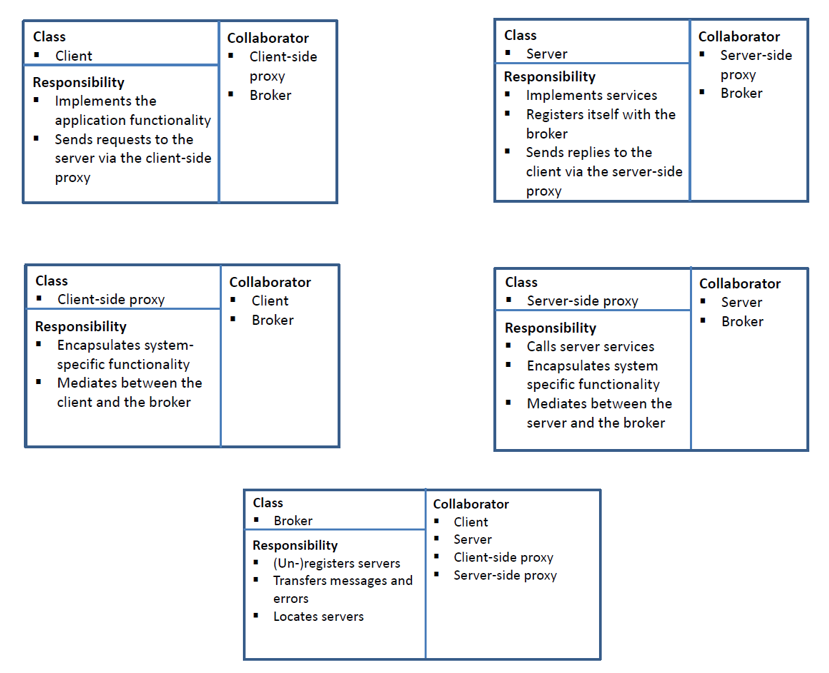 Class
▪ Client
Responsibility
▪ Implements the
application functionality
▪ Sends requests to the
server via the client-side
proxy
Collaborator
▪ Client-side
proxy
▪ Broker
Class
▪ Server
Responsibility
▪ Implements services
▪ Registers itself with the
broker
▪ Sends replies to the
client via the server-side
proxy
Collaborator
▪ Server-side
proxy
▪ Broker
Class
▪ Client-side proxy
Responsibility
▪ Encapsulates system-
specific functionality
▪ Mediates between the
client and the broker
Collaborator
▪ Client
▪ Broker
Class
▪ Server-side proxy
Responsibility
▪ Calls server services
▪ Encapsulates system
specific functionality
▪ Mediates between the
server and the broker
Collaborator
▪ Server
▪ Broker
Class
▪ Broker
Responsibility
▪ (Un-)registers servers
▪ Transfers messages and
errors
▪ Locates servers
Collaborator
▪ Client
▪ Server
▪ Client-side proxy
▪ Server-side proxy